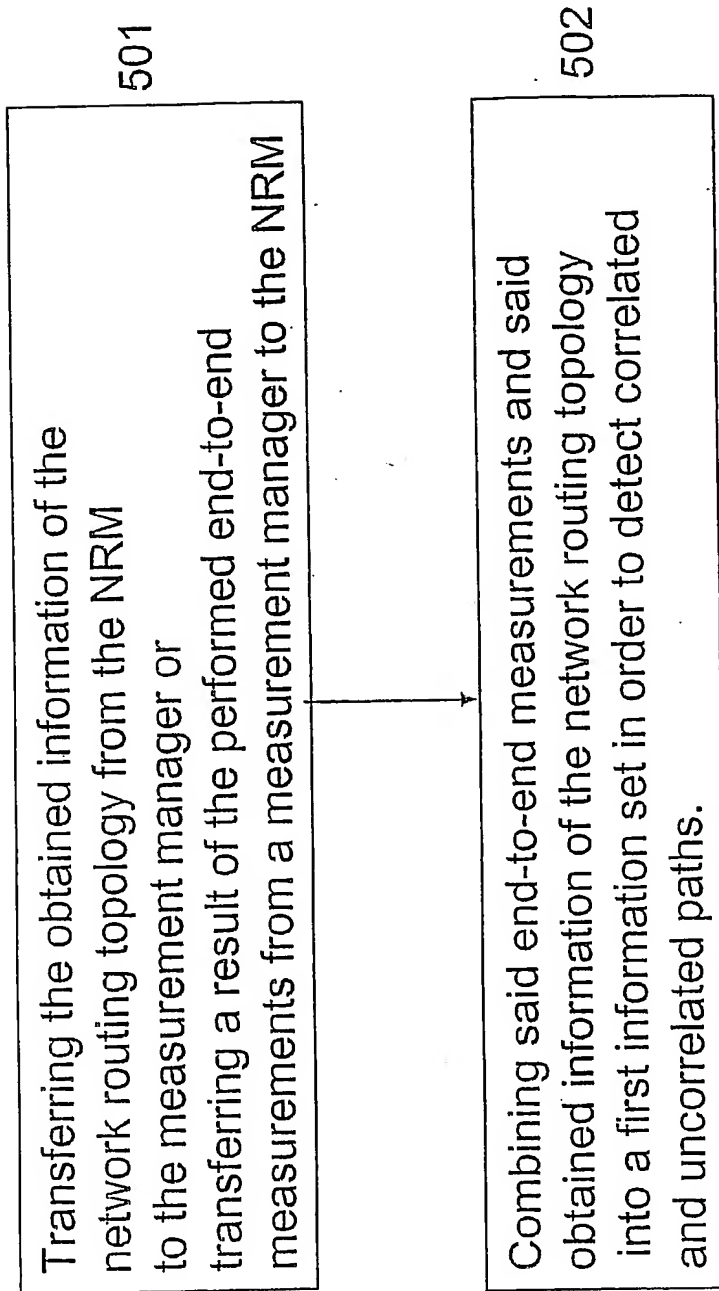 Transferring the obtained information of the
network routing topology from the NRM
to the measurement manager or
transferring a result of the performed end-to-end
measurements from a measurement manager to the NRM
501
Combining said end-to-end measurements and said
obtained information of the network routing topology
into a first information set in order to detect correlated
and uncorrelated paths.
502